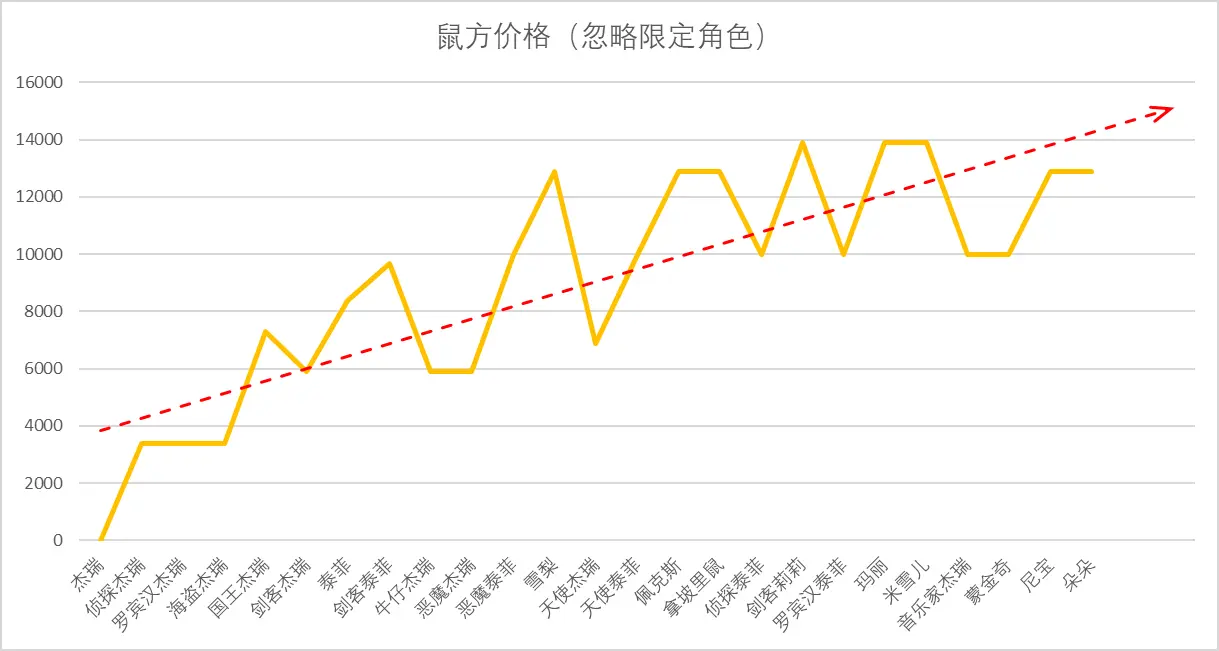 鼠方价格（忽略限定角色）
16000
14000
12000
10000
8000
6000
4000
2000
0
杰瑞
侦探杰瑞
罗宾汉杰瑞
海盗杰瑞
国王杰瑞
剑客杰瑞
泰菲
剑客泰菲
牛仔杰瑞
恶魔杰瑞
恶魔泰菲
雪梨
天使杰瑞
天使泰菲
佩克斯
拿坡里鼠
侦探泰菲
剑客莉莉
罗宾汉泰菲
玛丽
米雪儿
音乐家杰瑞
蒙金奇
尼宝
朵朵